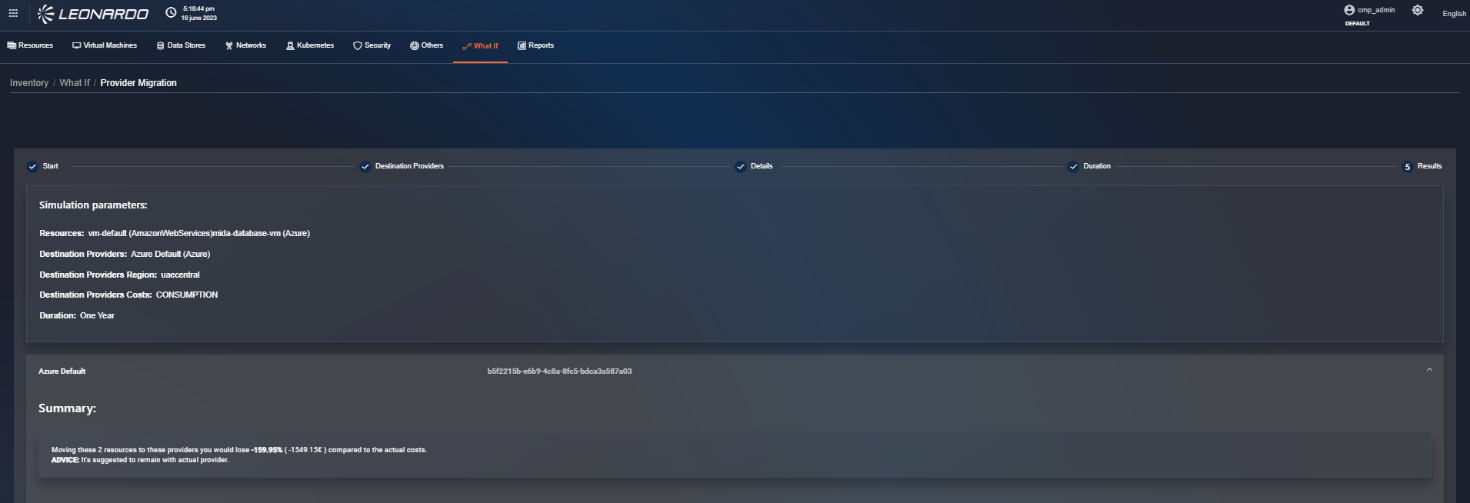 LEONARDO
5:18:44 pm
16 june 2023
cmp_admin
DEFAULT
English
Resources Virtual Machines Data Stores Networks Kubernetes Security Others What If Reports
Inventory / What If / Provider Migration
Start Destination Providers Details Duration 5 Results
Simulation parameters:
Resources: vm-default (AmazonWebServices)mida-database-vm (Azure)
Destination Providers: Azure Default (Azure)
Destination Providers Region: uaecentral
Destination Providers Costs: CONSUMPTION
Duration: One Year
Azure Default b5f2215b-e6b9-4c8a-8fc5-bdca3a587a03
Summary:
Moving these 2 resources to these providers you would lose -159.95% ( -1549.15€ ) compared to the actual costs.
ADVICE: It's suggested to remain with actual provider.